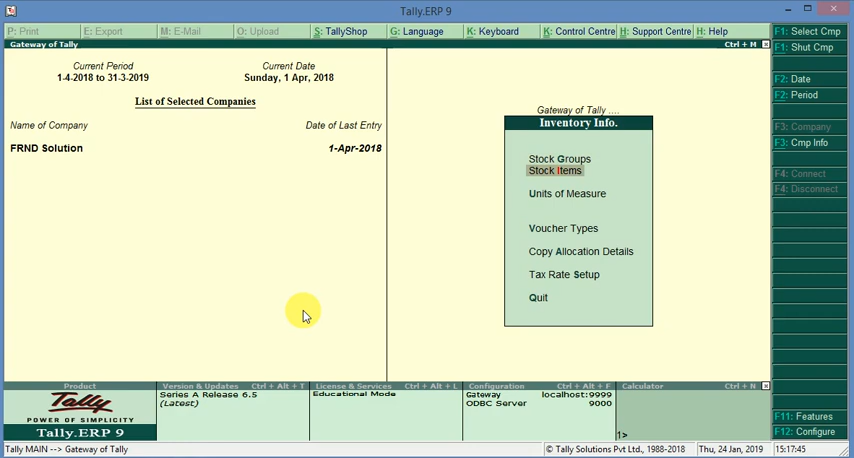 Tally.ERP 9
P: Print E: Export M: E-Mail O: Upload S: TallyShop G: Language K: Keyboard K: Control Centre H: Support Centre H: Help
F1: Select Cmp
F1: Shut Cmp
F2: Date
F2: Period
F3: Company
F3: Cmp Info
F4: Connect
F4: Disconnect
F11: Features
F12: Configure
Gateway of Tally Ctrl + M
Current Period Current Date
1-4-2018 to 31-3-2019 Sunday, 1 Apr, 2018
List of Selected Companies
Name of Company Date of Last Entry
FRND Solution 1-Apr-2018
Gateway of Tally ....
Inventory Info.
Stock Groups
Stock Items
Units of Measure
Voucher Types
Copy Allocation Details
Tax Rate Setup
Quit
Product Version & Updates Ctrl + Alt + T License & Services Ctrl + Alt + L Configuration Ctrl + Alt + F Calculator Ctrl + N
Tally
POWER OF SIMPLICITY
Tally.ERP 9
Series A Release 6.5
(Latest)
Educational Mode
Gateway localhost:9999
ODBC Server 9000
1>
Tally MAIN --> Gateway of Tally © Tally Solutions Pvt Ltd., 1988-2018 Thu, 24 Jan, 2019 15:17:45